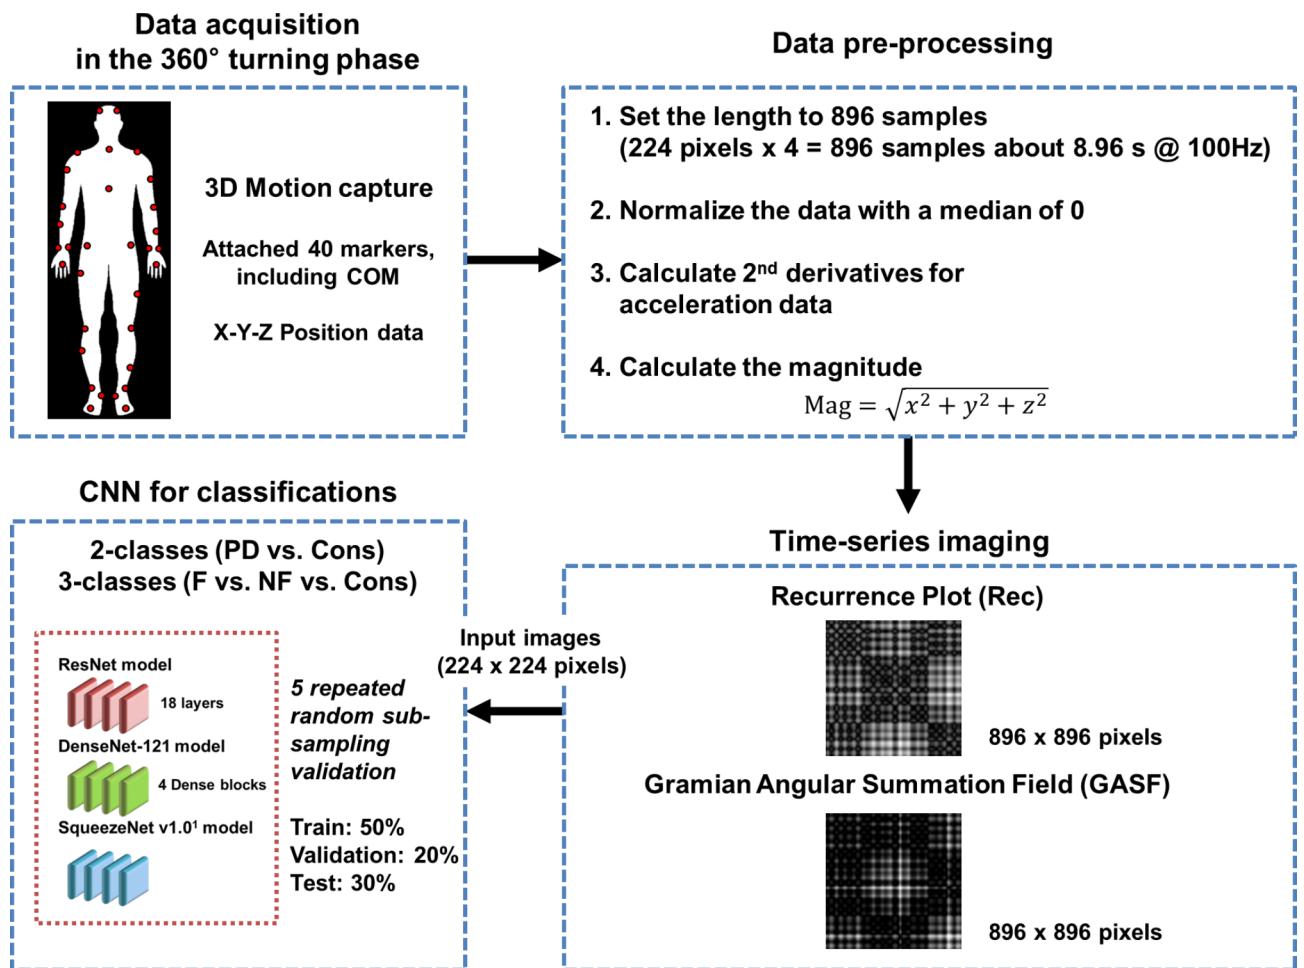 Data acquisition
in the 360° turning phase
3D Motion capture
Attached 40 markers,
including COM
X-Y-Z Position data
Data pre-processing
1. Set the length to 896 samples
(224 pixels x 4 = 896 samples about 8.96 s @ 100Hz)
2. Normalize the data with a median of 0
3. Calculate 2nd derivatives for
acceleration data
4. Calculate the magnitude
Mag = √x² + y² + z²
Time-series imaging
Recurrence Plot (Rec)
896 x 896 pixels
Gramian Angular Summation Field (GASF)
896 x 896 pixels
Input images
(224 x 224 pixels)
CNN for classifications
2-classes (PD vs. Cons)
3-classes (F vs. NF vs. Cons)
ResNet model
18 layers
DenseNet-121 model
4 Dense blocks
SqueezeNet v1.0¹ model
5 repeated
random sub-
sampling
validation
Train: 50%
Validation: 20%
Test: 30%